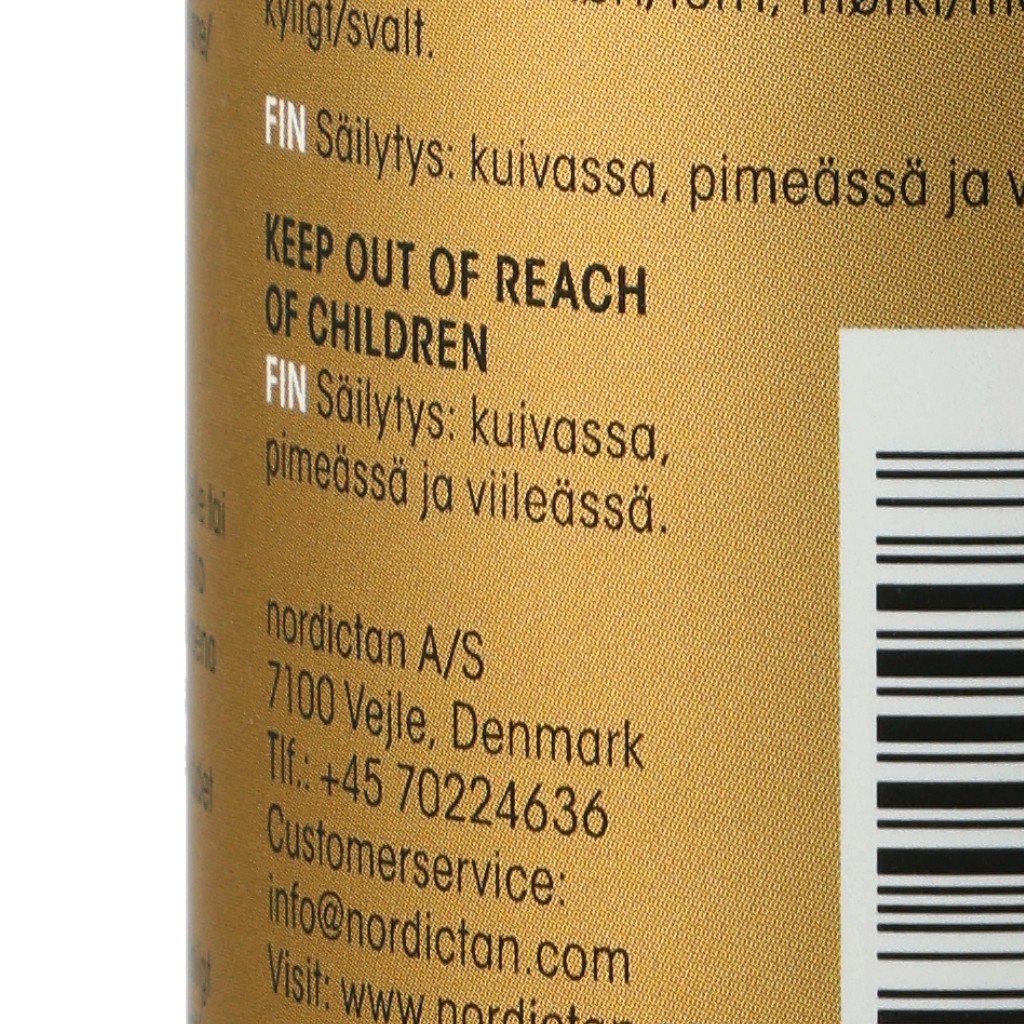 kyligt/svalt.
FIN Säilytys: kuivassa, pimeässä ja
KEEP OUT OF REACH
OF CHILDREN
FIN Säilytys: kuivassa,
pimeässä ja viileässä.
nordictan A/S
7100 Vejle, Denmark
Tlf.: +45 70224636
Customerservice:
info@nordictan.com
Visit: www